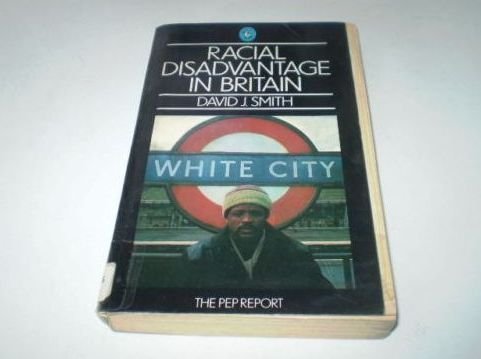 RACIAL
DISADVANTAGE
IN BRITAIN
DAVID J. SMITH
WHITE CITY
THE PEP REPORT